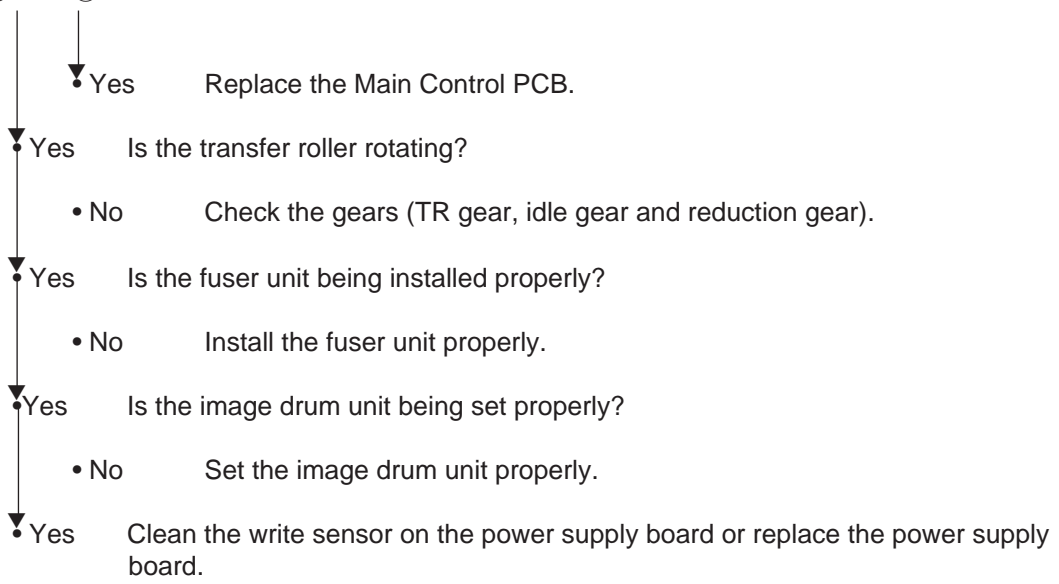 • Yes Replace the Main Control PCB.
• Yes Is the transfer roller rotating?
• No Check the gears (TR gear, idle gear and reduction gear).
• Yes Is the fuser unit being installed properly?
• No Install the fuser unit properly.
• Yes Is the image drum unit being set properly?
• No Set the image drum unit properly.
• Yes Clean the write sensor on the power supply board or replace the power supply
board.